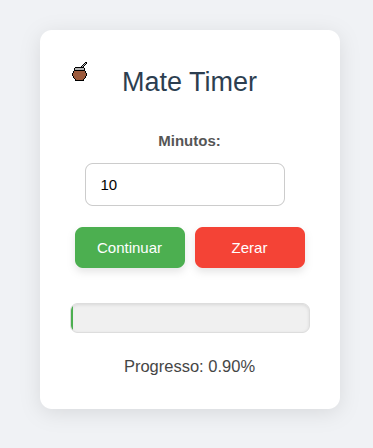 Mate Timer
Minutos:
10
Continuar
Zerar
Progresso: 0.90%